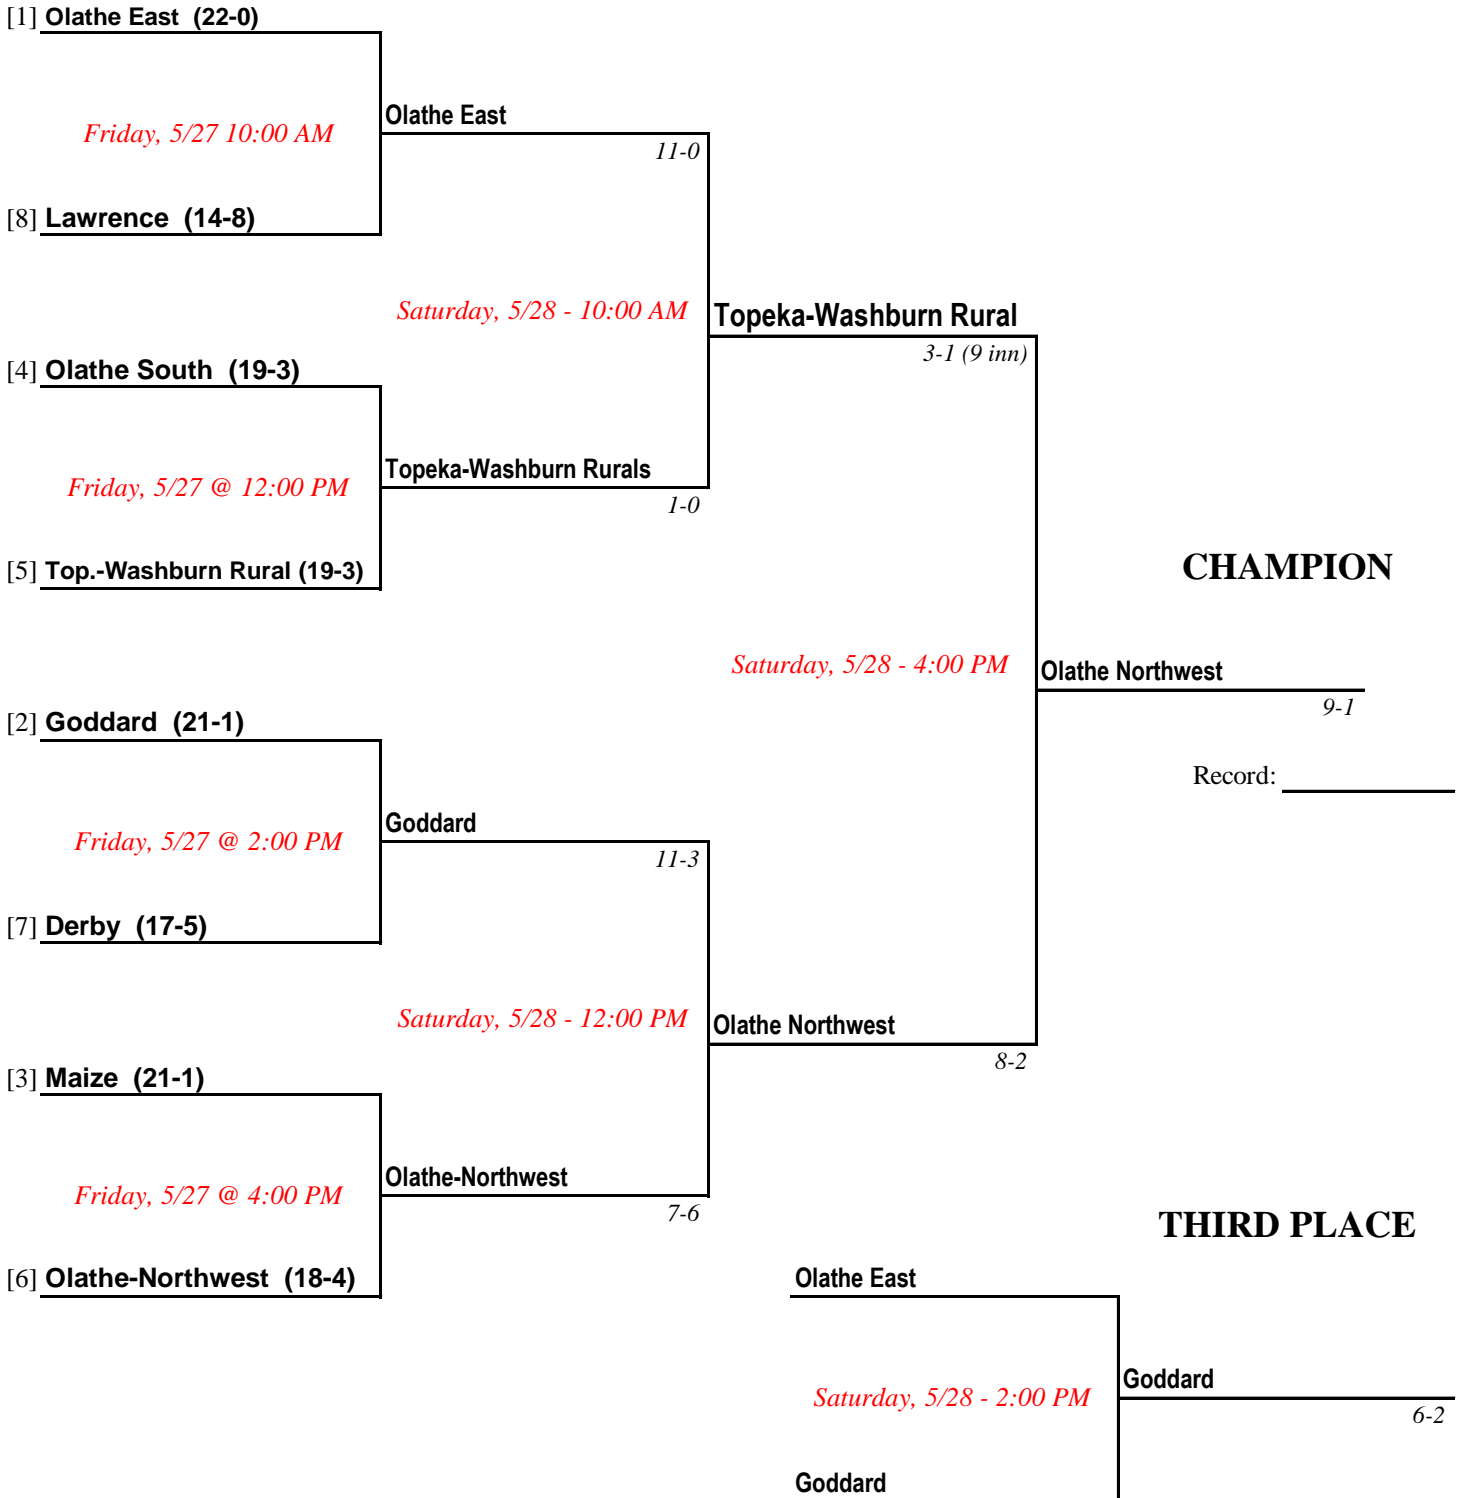 [1] Olathe East (22-0)
Olathe East
Friday, 5/27 10:00 AM
11-0
[8] Lawrence (14-8)
Saturday, 5/28 - 10:00 AM
Topeka-Washburn Rural
3-1 (9 inn)
[4] Olathe South (19-3)
Topeka-Washburn Rurals
Friday, 5/27 @ 12:00 PM
1-0
[5] Top.-Washburn Rural (19-3)
CHAMPION
Saturday, 5/28 - 4:00 PM
Olathe Northwest
9-1
[2] Goddard (21-1)
Record:
Goddard
Friday, 5/27 @ 2:00 PM
11-3
[7] Derby (17-5)
Saturday, 5/28 - 12:00 PM
Olathe Northwest
8-2
[3] Maize (21-1)
Olathe-Northwest
Friday, 5/27 @ 4:00 PM
7-6
THIRD PLACE
[6] Olathe-Northwest (18-4)
Olathe East
Goddard
Saturday, 5/28 - 2:00 PM
6-2
Goddard